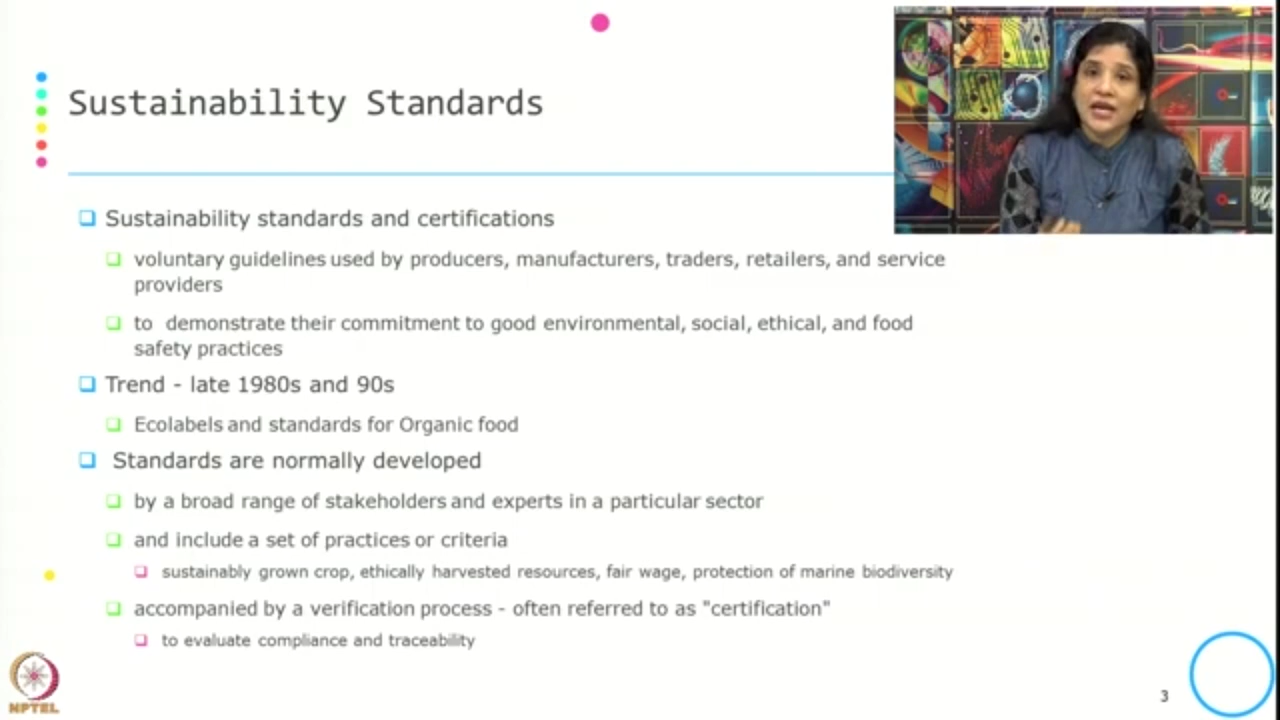 Sustainability Standards
Sustainability standards and certifications
voluntary guidelines used by producers, manufacturers, traders, retailers, and service
providers
to demonstrate their commitment to good environmental, social, ethical, and food
safety practices
Trend - late 1980s and 90s
Ecolabels and standards for Organic food
Standards are normally developed
by a broad range of stakeholders and experts in a particular sector
and include a set of practices or criteria
sustainably grown crop, ethically harvested resources, fair wage, protection of marine biodiversity
accompanied by a verification process - often referred to as "certification"
to evaluate compliance and traceability
NPTEL
3